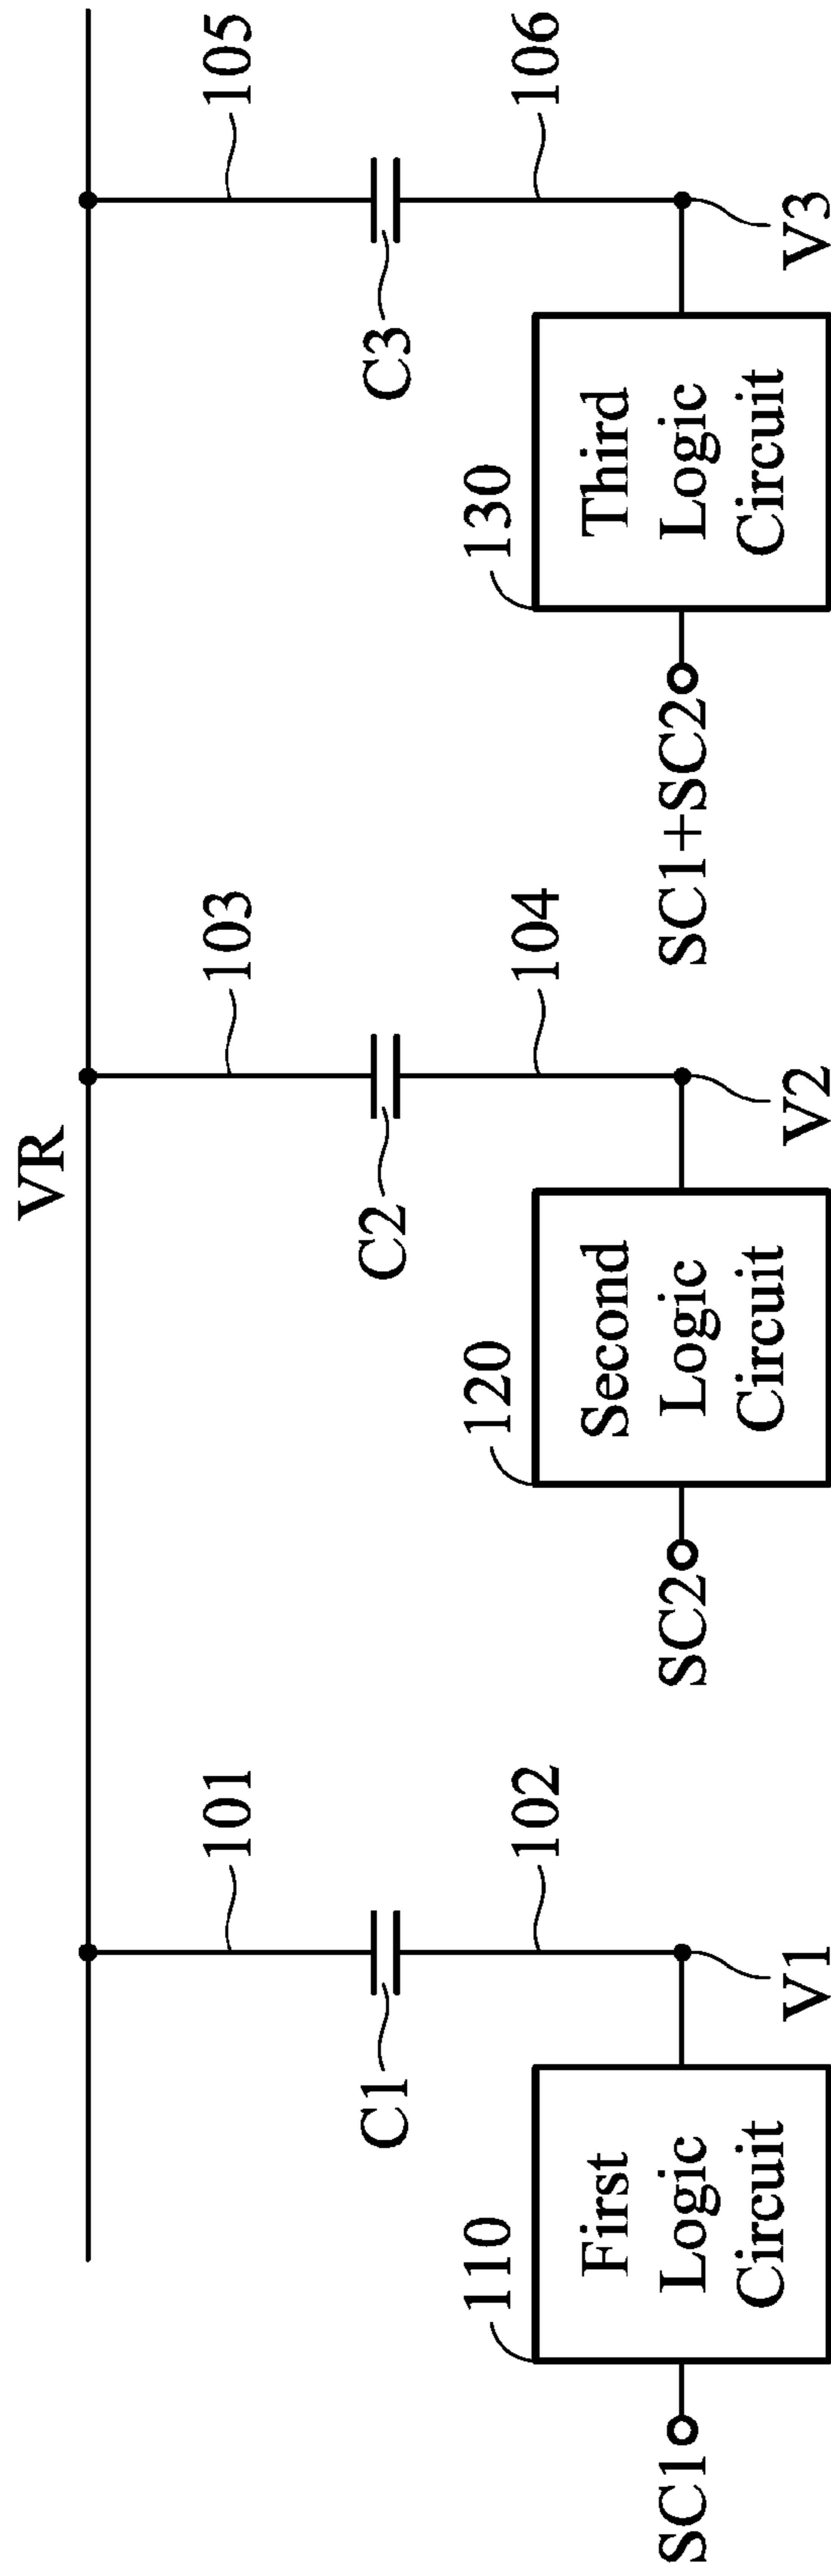 VR
101
103
105
C1
C2
C3
102
104
106
110
120
130
SC1
First
Logic
Circuit
SC2
Second
Logic
Circuit
SC1+SC2
Third
Logic
Circuit
V1
V2
V3